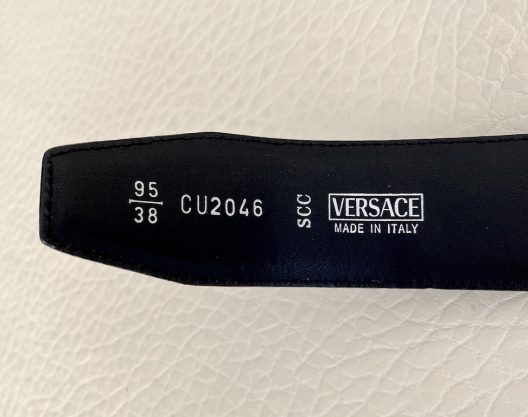 95
38
CU2046
SCC
VERSACE
MADE IN ITALY